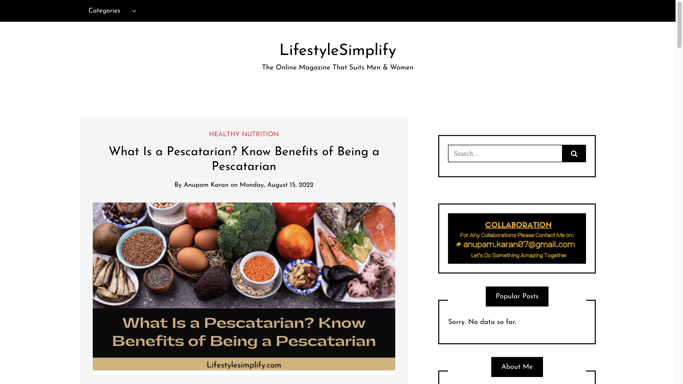 Categories
LifestyleSimplify
The Online Magazine That Suits Men & Women
HEALTHY NUTRITION
What Is a Pescatarian? Know Benefits of Being a
Pescatarian
By Anupam Karan on Monday, August 15, 2022
What Is a Pescatarian? Know
Benefits of Being a Pescatarian
Lifestylesimplify.com
Search...
COLLABORATION
For Any Collaborations Please Contact Me on:
anupam.karan07@gmail.com
Let's Do Something Amazing Together
Popular Posts
Sorry. No data so far.
About Me